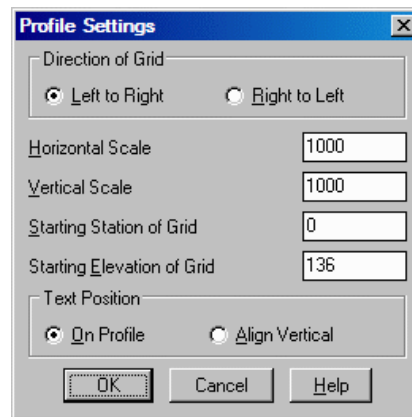 Profile Settings
Direction of Grid
Left to Right Right to Left
Horizontal Scale 1000
Vertical Scale 1000
Starting Station of Grid 0
Starting Elevation of Grid 136
Text Position
On Profile Align Vertical
OK Cancel Help